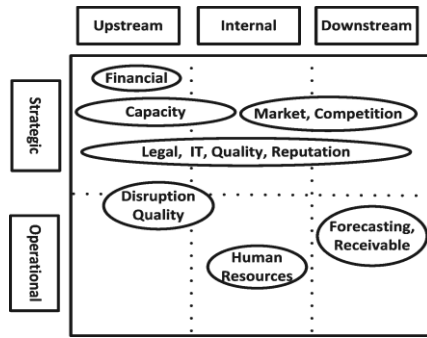 Upstream
Internal
Downstream
Strategic
Financial
Capacity
Market, Competition
Legal, IT, Quality, Reputation
Operational
Disruption
Quality
Forecasting,
Receivable
Human
Resources